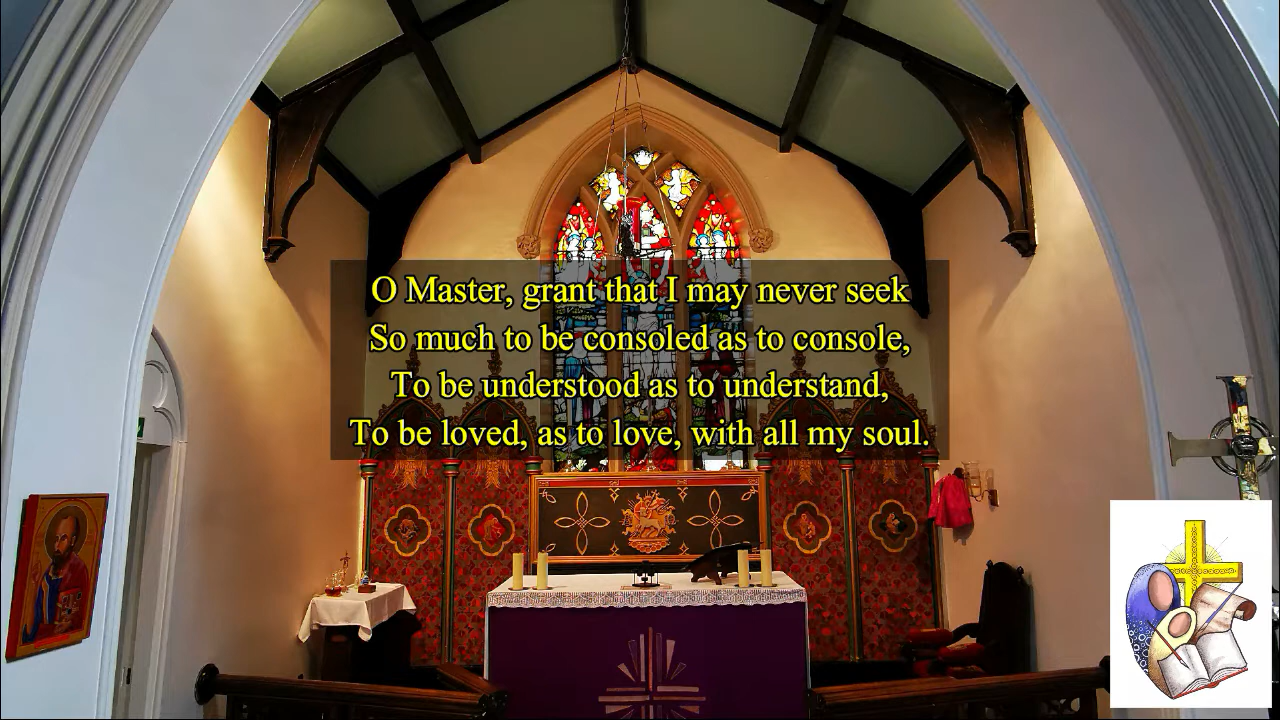 O Master, grant that I may never seek
So much to be consoled as to console,
To be understood as to understand,
To be loved, as to love, with all my soul.